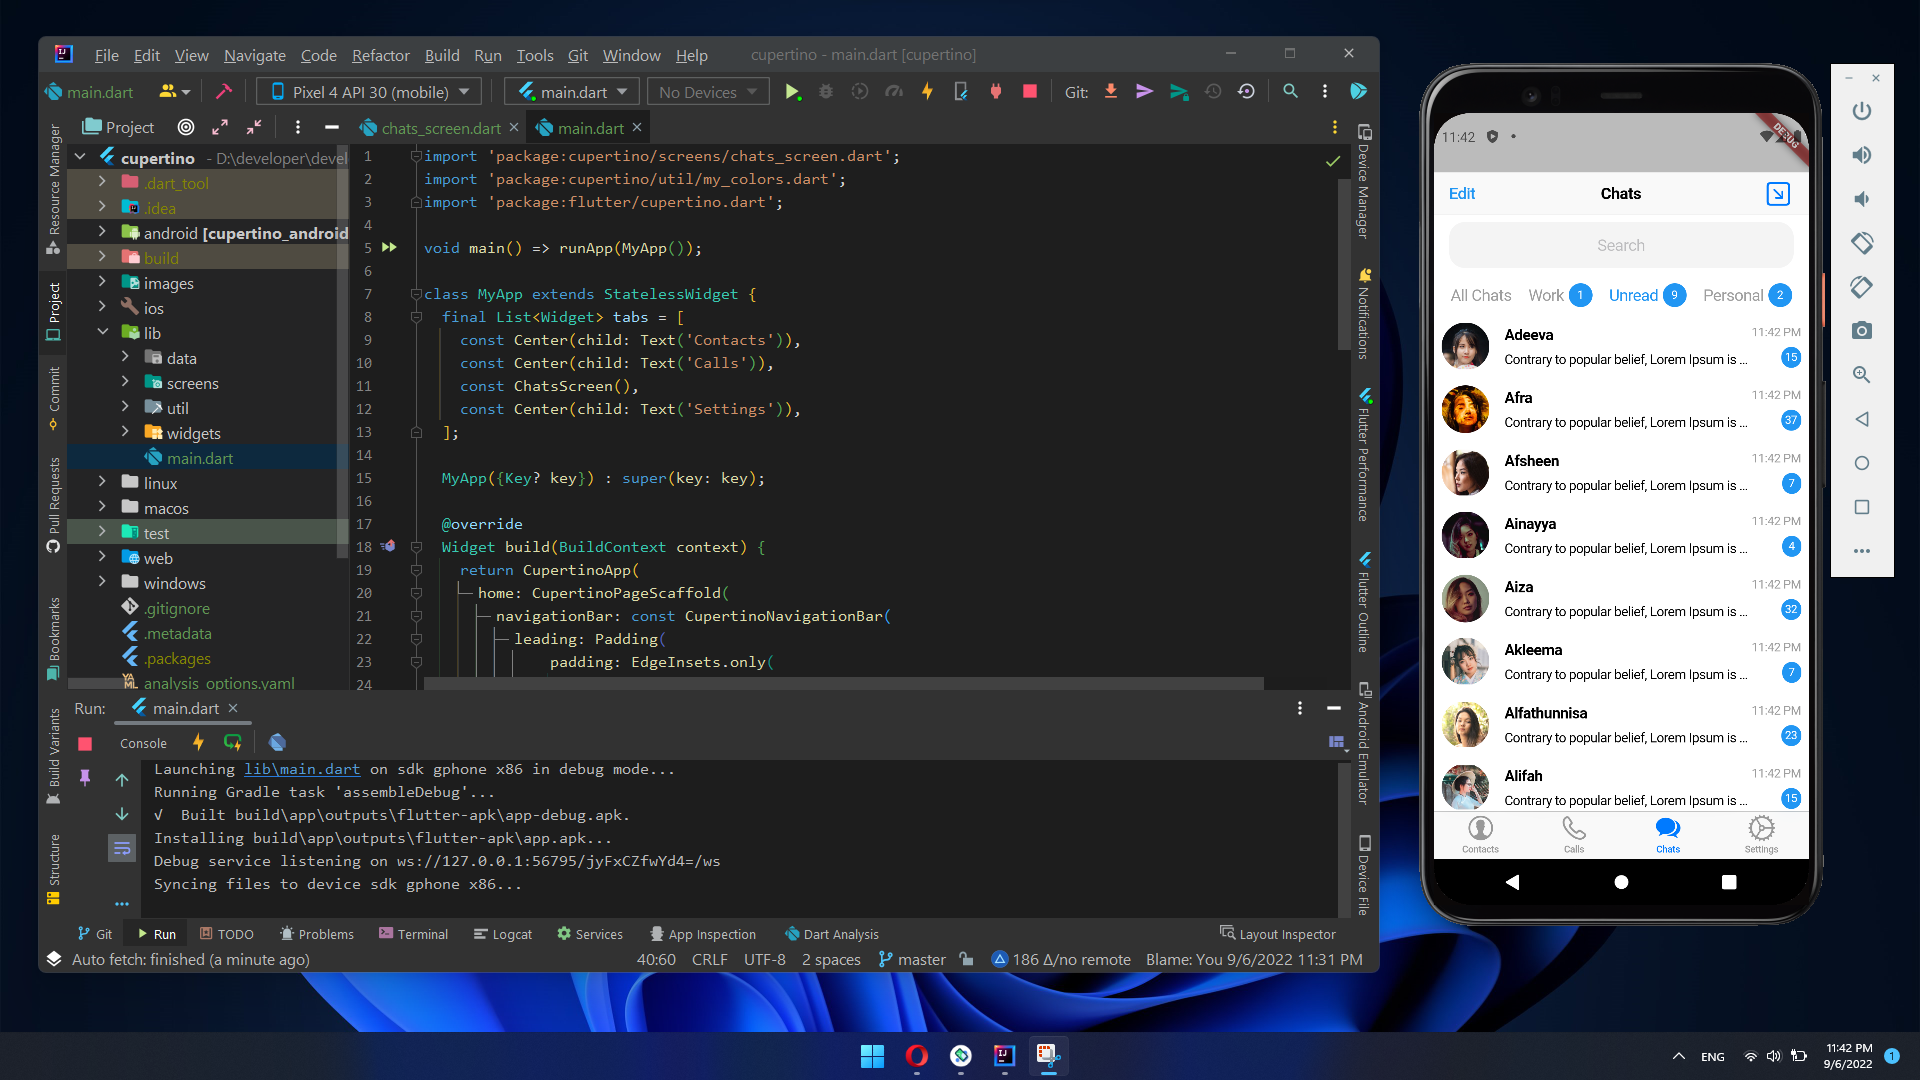 File Edit View Navigate Code Refactor Build Run Tools Git Window Help cupertino - main.dart [cupertino]
main.dart Pixel 4 API 30 (mobile) main.dart No Devices Git:
Project chats_screen.dart main.dart
cupertino - D:\developer\devel
.dart_tool
.idea
android [cupertino_android
build
images
ios
lib
data
screens
util
widgets
main.dart
linux
macos
test
web
windows
.gitignore
.metadata
.packages
analysis_options.yaml
Resource Manager
Project
Commit
Pull Requests
Bookmarks
Build Variants
Structure
1 import 'package:cupertino/screens/chats_screen.dart';
2 import 'package:cupertino/util/my_colors.dart';
3 import 'package:flutter/cupertino.dart';
4
5 void main() => runApp(MyApp());
6
7 class MyApp extends StatelessWidget {
8 final List<Widget> tabs = [
9 const Center(child: Text('Contacts')),
10 const Center(child: Text('Calls')),
11 const ChatsScreen(),
12 const Center(child: Text('Settings')),
13 ];
14
15 MyApp({Key? key}) : super(key: key);
16
17 @override
18 Widget build(BuildContext context) {
19 return CupertinoApp(
20 home: CupertinoPageScaffold(
21 navigationBar: const CupertinoNavigationBar(
22 leading: Padding(
23 padding: EdgeInsets.only(
24
Device Manager
Notifications
Flutter Performance
Flutter Outline
Android Emulator
Device File
Run: main.dart
Console
Launching lib\main.dart on sdk gphone x86 in debug mode...
Running Gradle task 'assembleDebug'...
√ Built build\app\outputs\flutter-apk\app-debug.apk.
Installing build\app\outputs\flutter-apk\app.apk...
Debug service listening on ws://127.0.0.1:56795/jyFxCZfwYd4=/ws
Syncing files to device sdk gphone x86...
Git Run TODO Problems Terminal Logcat Services App Inspection Dart Analysis Layout Inspector
Auto fetch: finished (a minute ago) 40:60 CRLF UTF-8 2 spaces master 186 Δ/no remote Blame: You 9/6/2022 11:31 PM
11:42
DEBUG
Edit Chats
Search
All Chats Work 1 Unread 9 Personal 2
Adeeva 11:42 PM
Contrary to popular belief, Lorem Ipsum is ... 15
Afra 11:42 PM
Contrary to popular belief, Lorem Ipsum is ... 37
Afsheen 11:42 PM
Contrary to popular belief, Lorem Ipsum is ... 7
Ainayya 11:42 PM
Contrary to popular belief, Lorem Ipsum is ... 4
Aiza 11:42 PM
Contrary to popular belief, Lorem Ipsum is ... 32
Akleema 11:42 PM
Contrary to popular belief, Lorem Ipsum is ... 7
Alfathunnisa 11:42 PM
Contrary to popular belief, Lorem Ipsum is ... 23
Alifah 11:42 PM
Contrary to popular belief, Lorem Ipsum is ... 15
Contacts Calls Chats Settings
ENG 11:42 PM 1
9/6/2022